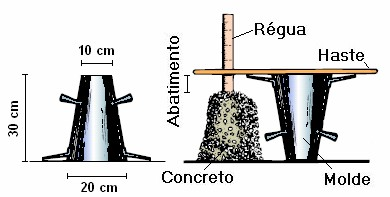 10 cm
30 cm
20 cm
Abatimento
Régua
Haste
Concreto
Molde